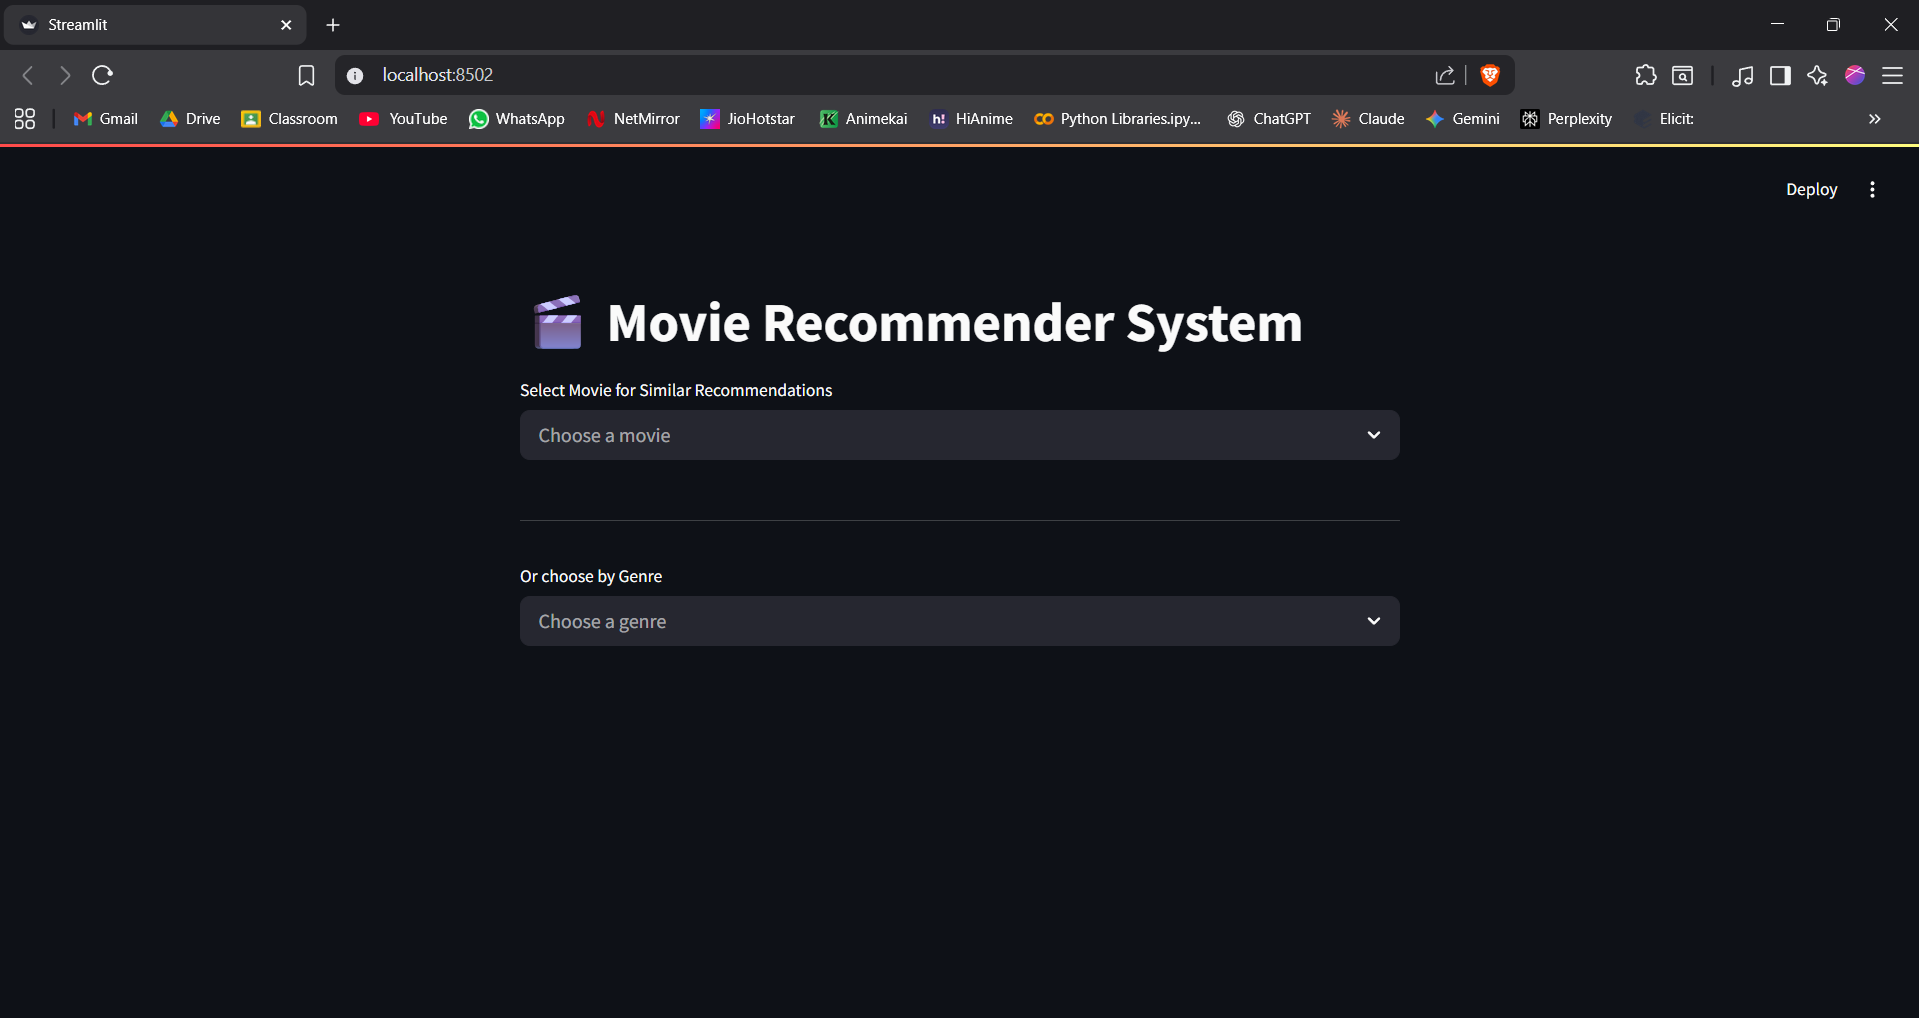 Streamlit
localhost:8502
Gmail Drive Classroom YouTube WhatsApp NetMirror JioHotstar Animekai HiAnime Python Libraries.ipy... ChatGPT Claude Gemini Perplexity Elicit:
Deploy
Movie Recommender System
Select Movie for Similar Recommendations
Choose a movie
Or choose by Genre
Choose a genre